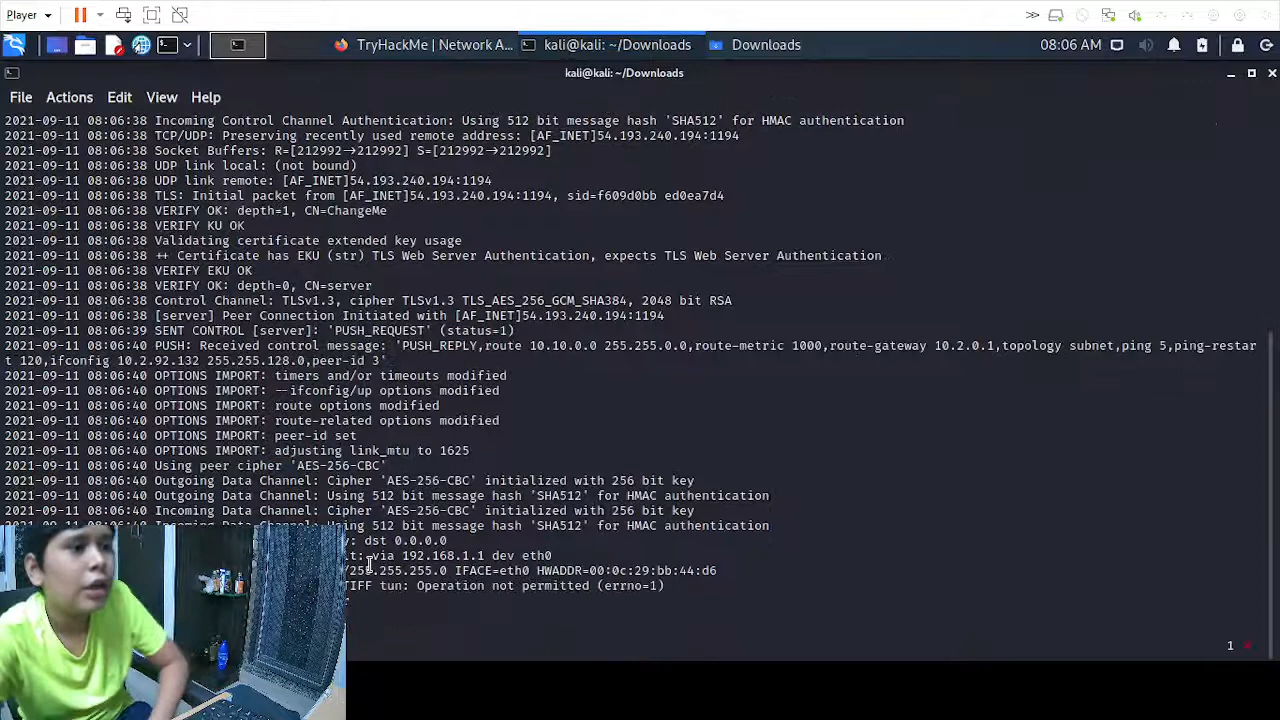 Player
TryHackMe | Network A...
kali@kali: ~/Downloads
Downloads
08:06 AM
kali@kali: ~/Downloads
File Actions Edit View Help
2021-09-11 08:06:38 Incoming Control Channel Authentication: Using 512 bit message hash 'SHA512' for HMAC authentication
2021-09-11 08:06:38 TCP/UDP: Preserving recently used remote address: [AF_INET]54.193.240.194:1194
2021-09-11 08:06:38 Socket Buffers: R=[212992→212992] S=[212992→212992]
2021-09-11 08:06:38 UDP link local: (not bound)
2021-09-11 08:06:38 UDP link remote: [AF_INET]54.193.240.194:1194
2021-09-11 08:06:38 TLS: Initial packet from [AF_INET]54.193.240.194:1194, sid=f609d0bb ed0ea7d4
2021-09-11 08:06:38 VERIFY OK: depth=1, CN=ChangeMe
2021-09-11 08:06:38 VERIFY KU OK
2021-09-11 08:06:38 Validating certificate extended key usage
2021-09-11 08:06:38 ++ Certificate has EKU (str) TLS Web Server Authentication, expects TLS Web Server Authentication
2021-09-11 08:06:38 VERIFY EKU OK
2021-09-11 08:06:38 VERIFY OK: depth=0, CN=server
2021-09-11 08:06:38 Control Channel: TLSv1.3, cipher TLSv1.3 TLS_AES_256_GCM_SHA384, 2048 bit RSA
2021-09-11 08:06:38 [server] Peer Connection Initiated with [AF_INET]54.193.240.194:1194
2021-09-11 08:06:39 SENT CONTROL [server]: 'PUSH_REQUEST' (status=1)
2021-09-11 08:06:40 PUSH: Received control message: 'PUSH_REPLY,route 10.10.0.0 255.255.0.0,route-metric 1000,route-gateway 10.2.0.1,topology subnet,ping 5,ping-restar
t 120,ifconfig 10.2.92.132 255.255.128.0,peer-id 3'
2021-09-11 08:06:40 OPTIONS IMPORT: timers and/or timeouts modified
2021-09-11 08:06:40 OPTIONS IMPORT: --ifconfig/up options modified
2021-09-11 08:06:40 OPTIONS IMPORT: route options modified
2021-09-11 08:06:40 OPTIONS IMPORT: route-related options modified
2021-09-11 08:06:40 OPTIONS IMPORT: peer-id set
2021-09-11 08:06:40 OPTIONS IMPORT: adjusting link_mtu to 1625
2021-09-11 08:06:40 Using peer cipher 'AES-256-CBC'
2021-09-11 08:06:40 Outgoing Data Channel: Cipher 'AES-256-CBC' initialized with 256 bit key
2021-09-11 08:06:40 Outgoing Data Channel: Using 512 bit message hash 'SHA512' for HMAC authentication
2021-09-11 08:06:40 Incoming Data Channel: Cipher 'AES-256-CBC' initialized with 256 bit key
2021-09-11 08:06:40 Incoming Data Channel: Using 512 bit message hash 'SHA512' for HMAC authentication
y: dst 0.0.0.0
lt: via 192.168.1.1 dev eth0
/255.255.255.0 IFACE=eth0 HWADDR=00:0c:29:bb:44:d6
IFF tun: Operation not permitted (errno=1)
1